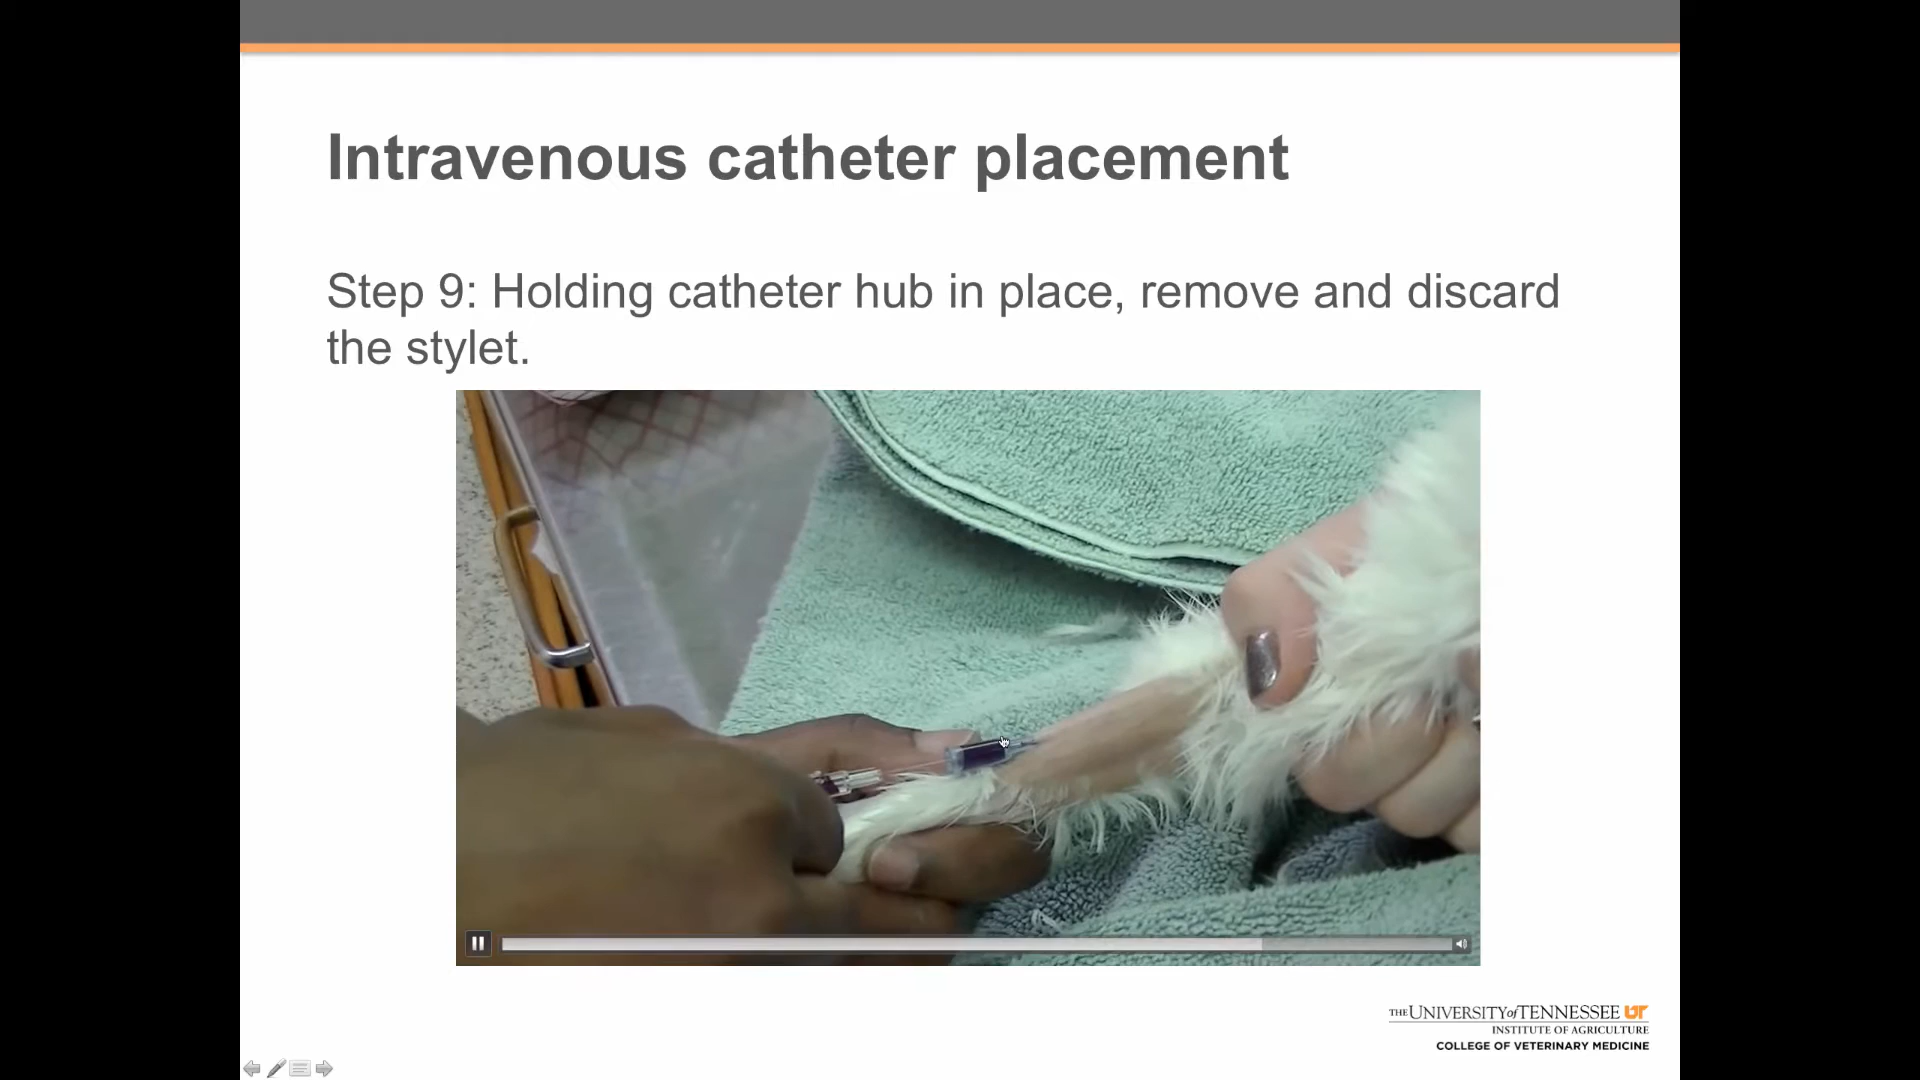 Intravenous catheter placement
Step 9: Holding catheter hub in place, remove and discard
the stylet.
THE UNIVERSITY of TENNESSEE UT
INSTITUTE OF AGRICULTURE
COLLEGE OF VETERINARY MEDICINE